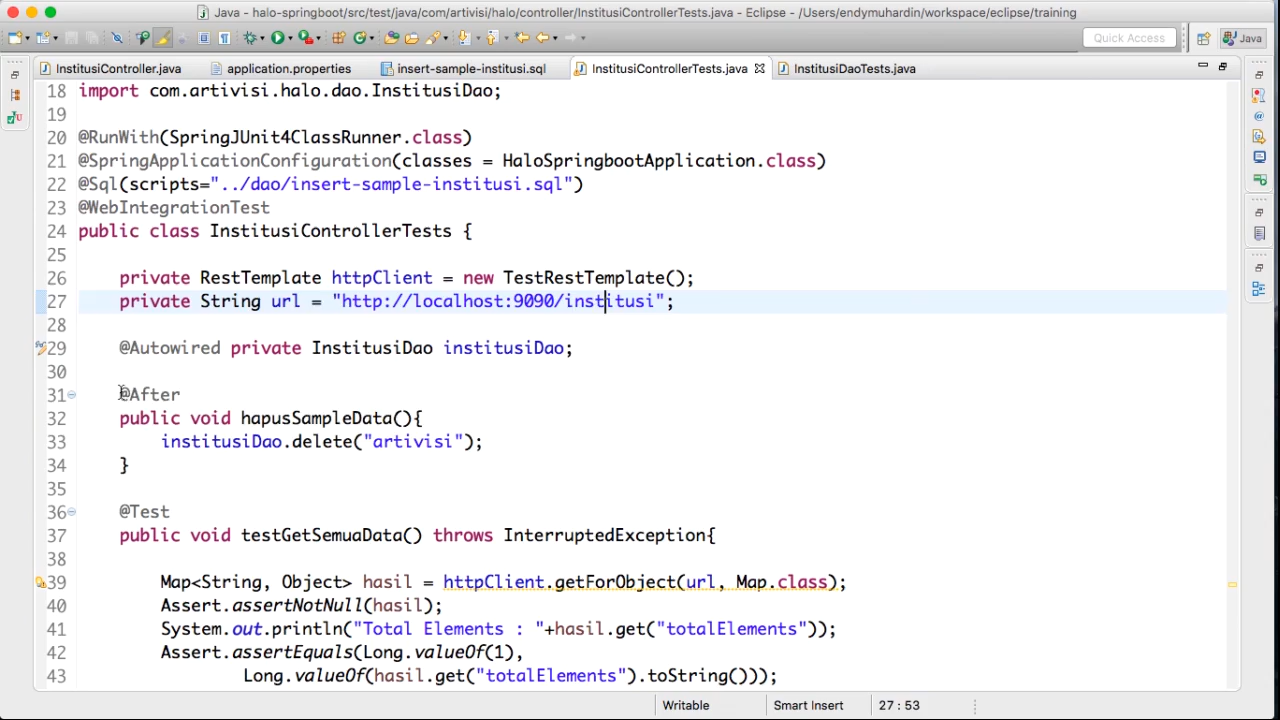 Java - halo-springboot/src/test/java/com/artivisi/halo/controller/InstitusiControllerTests.java - Eclipse - /Users/endymuhardin/workspace/eclipse/training
Quick Access
Java
InstitusiController.java
application.properties
insert-sample-institusi.sql
InstitusiControllerTests.java
InstitusiDaoTests.java
18 import com.artivisi.halo.dao.InstitusiDao;
19
20 @RunWith(SpringJUnit4ClassRunner.class)
21 @SpringApplicationConfiguration(classes = HaloSpringbootApplication.class)
22 @Sql(scripts="../dao/insert-sample-institusi.sql")
23 @WebIntegrationTest
24 public class InstitusiControllerTests {
25
26 private RestTemplate httpClient = new TestRestTemplate();
27 private String url = "http://localhost:9090/institusi";
28
29 @Autowired private InstitusiDao institusiDao;
30
31 @After
32 public void hapusSampleData(){
33 institusiDao.delete("artivisi");
34 }
35
36 @Test
37 public void testGetSemuaData() throws InterruptedException{
38
39 Map<String, Object> hasil = httpClient.getForObject(url, Map.class);
40 Assert.assertNotNull(hasil);
41 System.out.println("Total Elements : "+hasil.get("totalElements"));
42 Assert.assertEquals(Long.valueOf(1),
43 Long.valueOf(hasil.get("totalElements").toString()));
Writable
Smart Insert
27 : 53